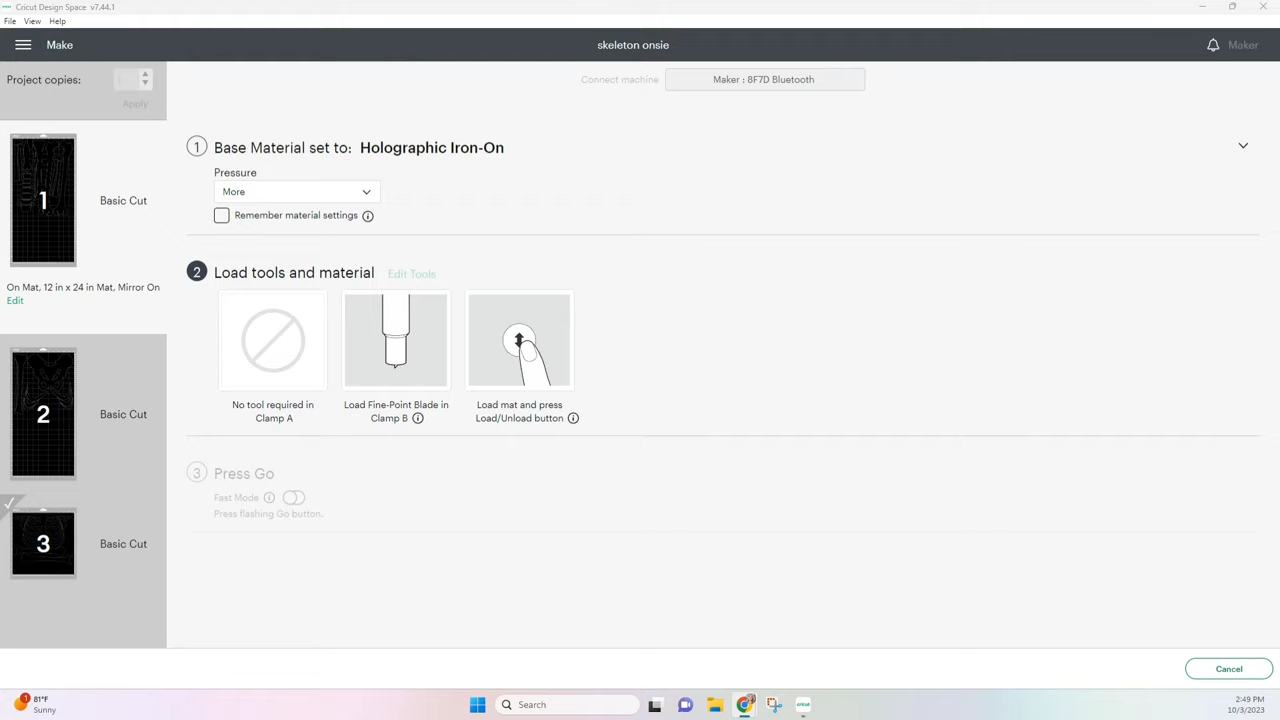 Cricut Design Space v7.44.1
File View Help
Make
skeleton onsie
Maker
Project copies:
Apply
Connect machine
Maker : 8F7D Bluetooth
1
Basic Cut
On Mat, 12 in x 24 in Mat, Mirror On
Edit
2
Basic Cut
3
Basic Cut
1 Base Material set to: Holographic Iron-On
Pressure
More
Remember material settings
2 Load tools and material Edit Tools
No tool required in
Clamp A
Load Fine-Point Blade in
Clamp B
Load mat and press
Load/Unload button
3 Press Go
Fast Mode
Press flashing Go button.
Cancel
1
81°F
Sunny
Search
cricut
2:49 PM
10/3/2023